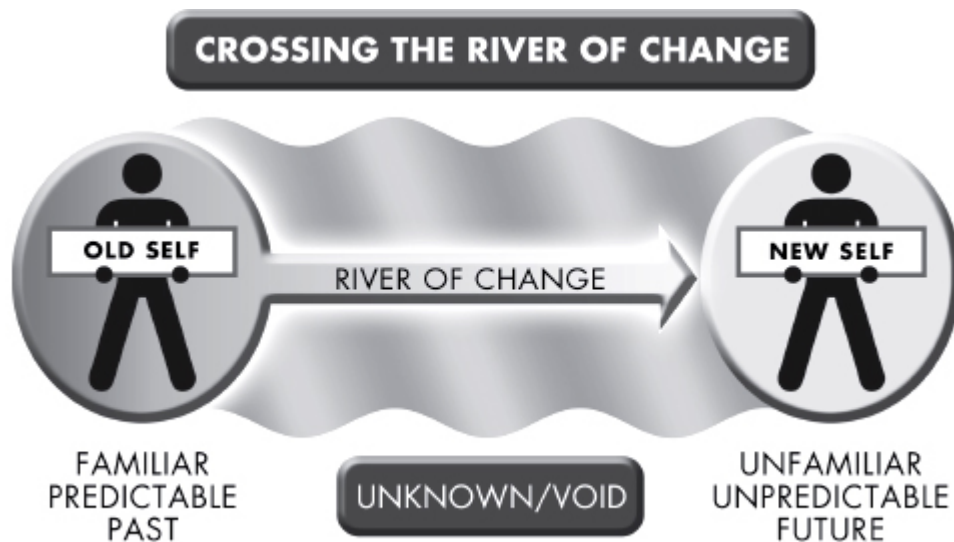 CROSSING THE RIVER OF CHANGE
OLD SELF
RIVER OF CHANGE
NEW SELF
FAMILIAR
PREDICTABLE
PAST
UNKNOWN/VOID
UNFAMILIAR
UNPREDICTABLE
FUTURE